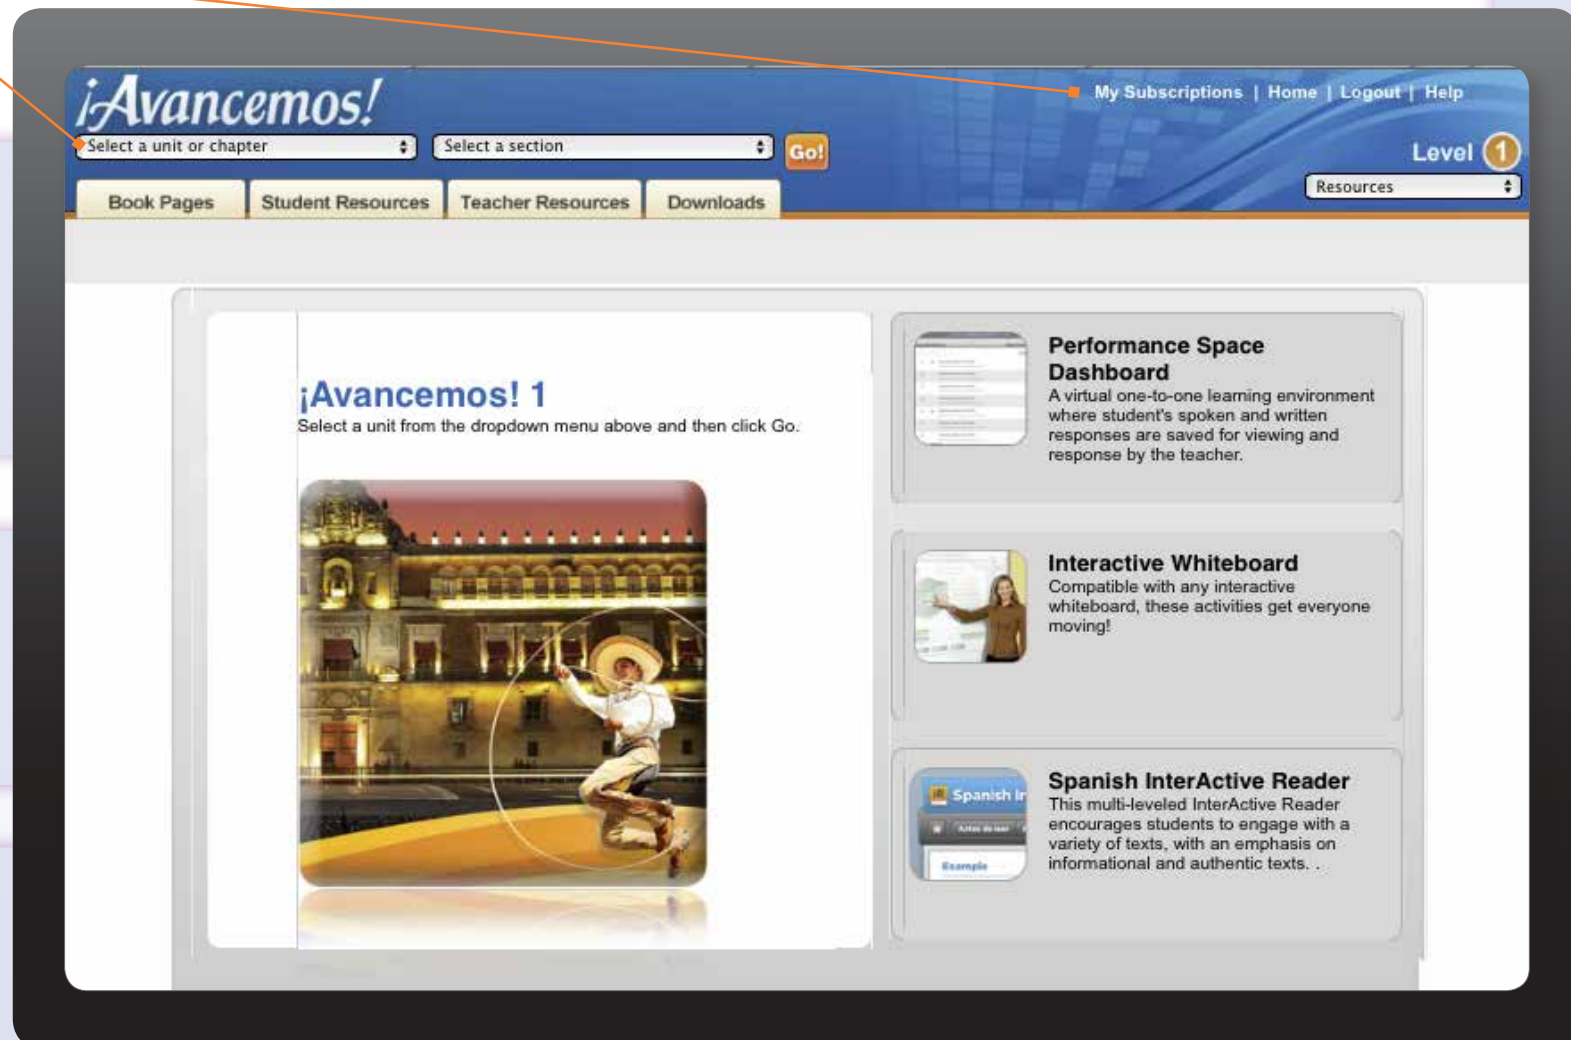 ¡Avancemos!
My Subscriptions | Home | Logout | Help
Select a unit or chapter
Select a section
Go!
Level 1
Resources
Book Pages
Student Resources
Teacher Resources
Downloads
¡Avancemos! 1
Select a unit from the dropdown menu above and then click Go.
Performance Space
Dashboard
A virtual one-to-one learning environment
where student's spoken and written
responses are saved for viewing and
response by the teacher.
Interactive Whiteboard
Compatible with any interactive
whiteboard, these activities get everyone
moving!
Spanish In
Antes de leer
Example
Spanish InterActive Reader
This multi-leveled InterActive Reader
encourages students to engage with a
variety of texts, with an emphasis on
informational and authentic texts. .